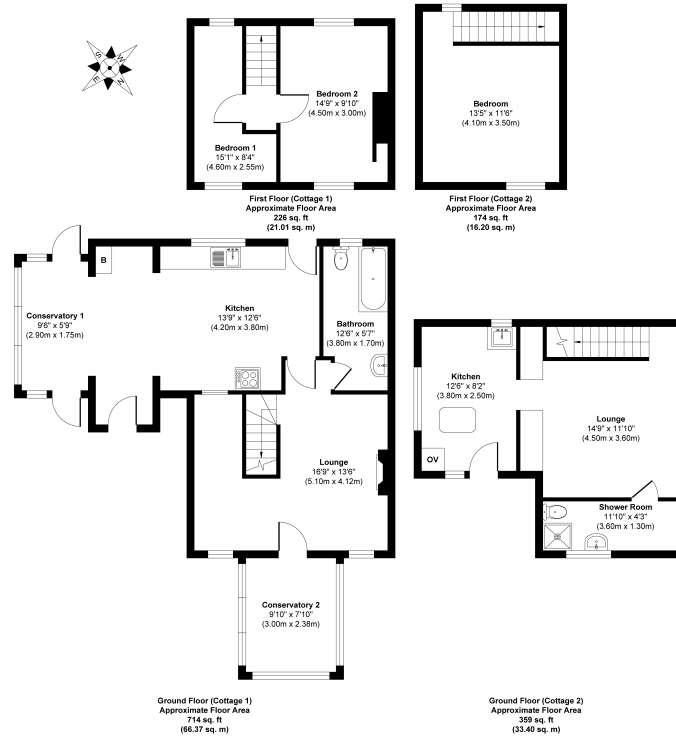 S
W
E
N
Bedroom 2
14'9" x 9'10"
(4.50m x 3.00m)
Bedroom 1
15'1" x 8'4"
(4.60m x 2.55m)
First Floor (Cottage 1)
Approximate Floor Area
226 sq. ft
(21.01 sq. m)
Bedroom
13'5" x 11'6"
(4.10m x 3.50m)
First Floor (Cottage 2)
Approximate Floor Area
174 sq. ft
(16.20 sq. m)
B
Conservatory 1
9'6" x 5'9"
(2.90m x 1.75m)
Kitchen
13'9" x 12'6"
(4.20m x 3.80m)
Bathroom
12'6" x 5'7"
(3.80m x 1.70m)
Lounge
16'9" x 13'6"
(5.10m x 4.12m)
Conservatory 2
9'10" x 7'10"
(3.00m x 2.38m)
Ground Floor (Cottage 1)
Approximate Floor Area
714 sq. ft
(66.37 sq. m)
Kitchen
12'6" x 8'2"
(3.80m x 2.50m)
OV
Lounge
14'9" x 11'10"
(4.50m x 3.60m)
Shower Room
11'10" x 4'3"
(3.60m x 1.30m)
Ground Floor (Cottage 2)
Approximate Floor Area
359 sq. ft
(33.40 sq. m)